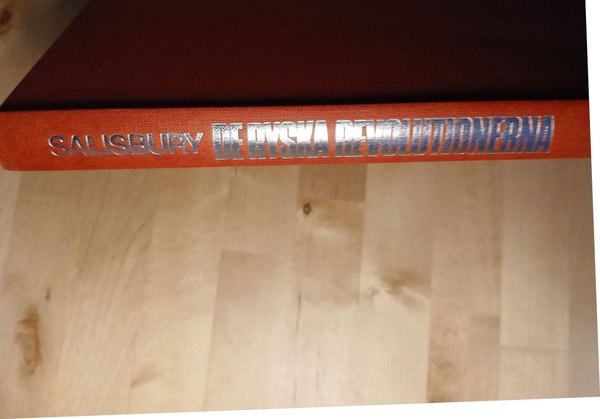 SALISBURY DE RYSKA REVOLUTIONERNA